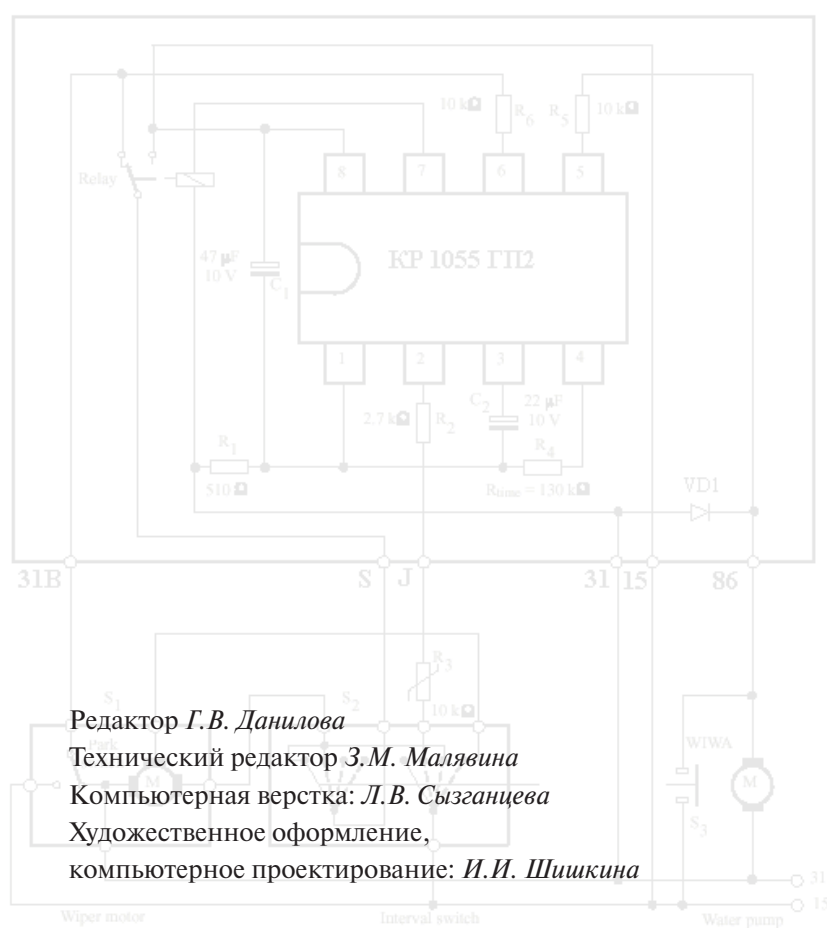 10 kΩ R6 R5 10 kΩ
8 7 6 5
Relay
47 µF
10 V
C1
КР 1055 ГП2
1 2 3 4
2.7 kΩ R2
C2 22 µF
10 V
R1
510 Ω
R4
Rtime = 130 kΩ
VD1
31B S J 31 15 86
R3
10 kΩ
S1 S2
Park
M
WIWA
M
S3
Редактор Г.В. Данилова
Технический редактор З.М. Малявина
Компьютерная верстка: Л.В. Сызганцева
Художественное оформление,
компьютерное проектирование: И.И. Шишкина
31
15
Wiper motor Interval switch Water pump